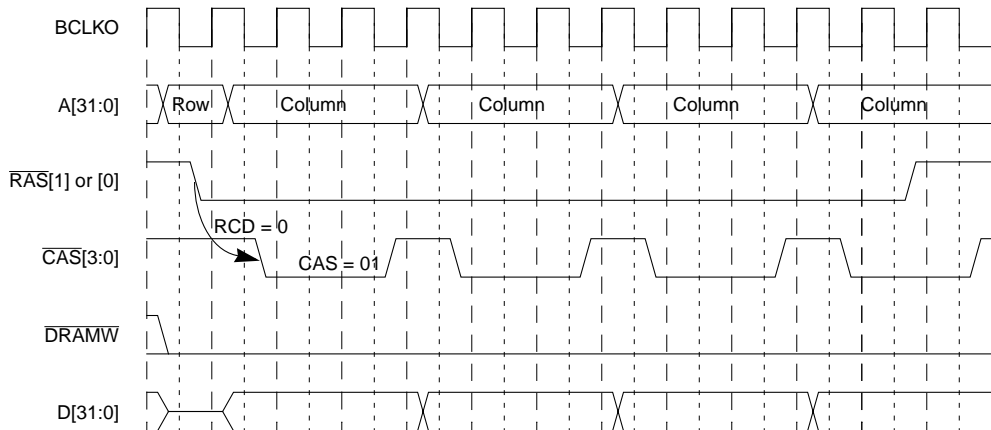 BCLKO
A[31:0]
Row
Column
Column
Column
Column
RAS[1] or [0]
RCD = 0
CAS[3:0]
CAS = 01
DRAMW
D[31:0]